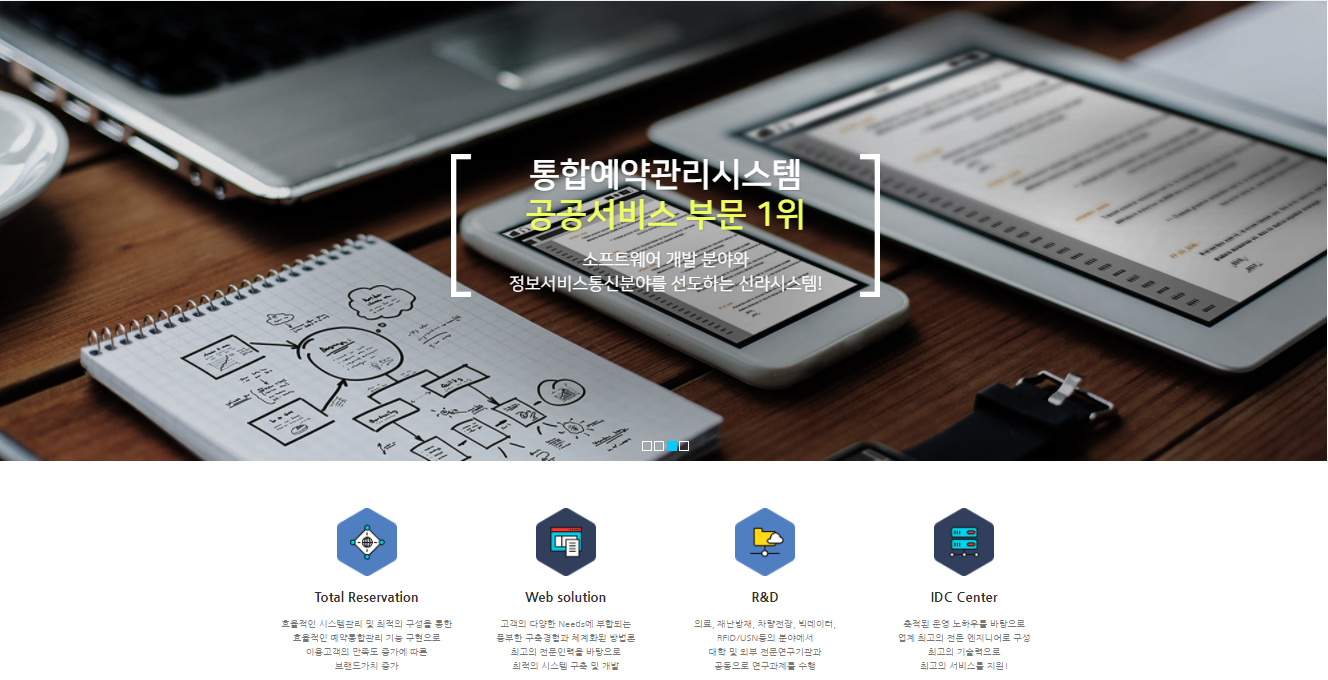 통합예약관리시스템
공공서비스 부문 1위
소프트웨어 개발 분야와
정보서비스통신분야를 선도하는 신라시스템!
Total Reservation
효율적인 시스템관리 및 최적의 구성을 통한
효율적인 예약통합관리 기능 구현으로
이용고객의 만족도 증가에 따른
브랜드가치 증가
Web solution
고객의 다양한 Needs에 부합되는
풍부한 구축경험과 체계화된 방법론
최고의 전문인력을 바탕으로
최적의 시스템 구축 및 개발
R&D
의료, 재난방재, 차량전장, 빅데이터,
RFID/USN등의 분야에서
대학 및 외부 전문연구기관과
공동으로 연구과제를 수행
IDC Center
축적된 운영 노하우를 바탕으로
업계 최고의 전문 엔지니어로 구성
최고의 기술력으로
최고의 서비스를 지원!